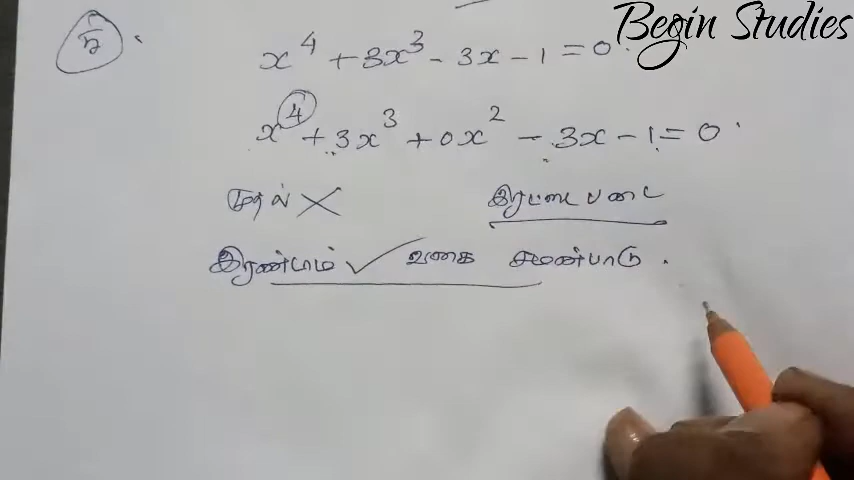 Begin Studies
x⁴ + 3x³ - 3x - 1 = 0.
x⁴ + 3x³ + 0x² - 3x - 1 = 0.
முதல் ✗ இரட்டை படை
இரண்டாம் ✓ வகை சமன்பாடு.